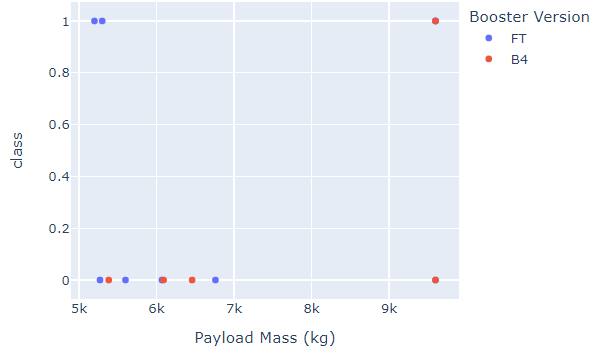 Booster Version
FT
B4
class
1
0.8
0.6
0.4
0.2
0
5k 6k 7k 8k 9k
Payload Mass (kg)